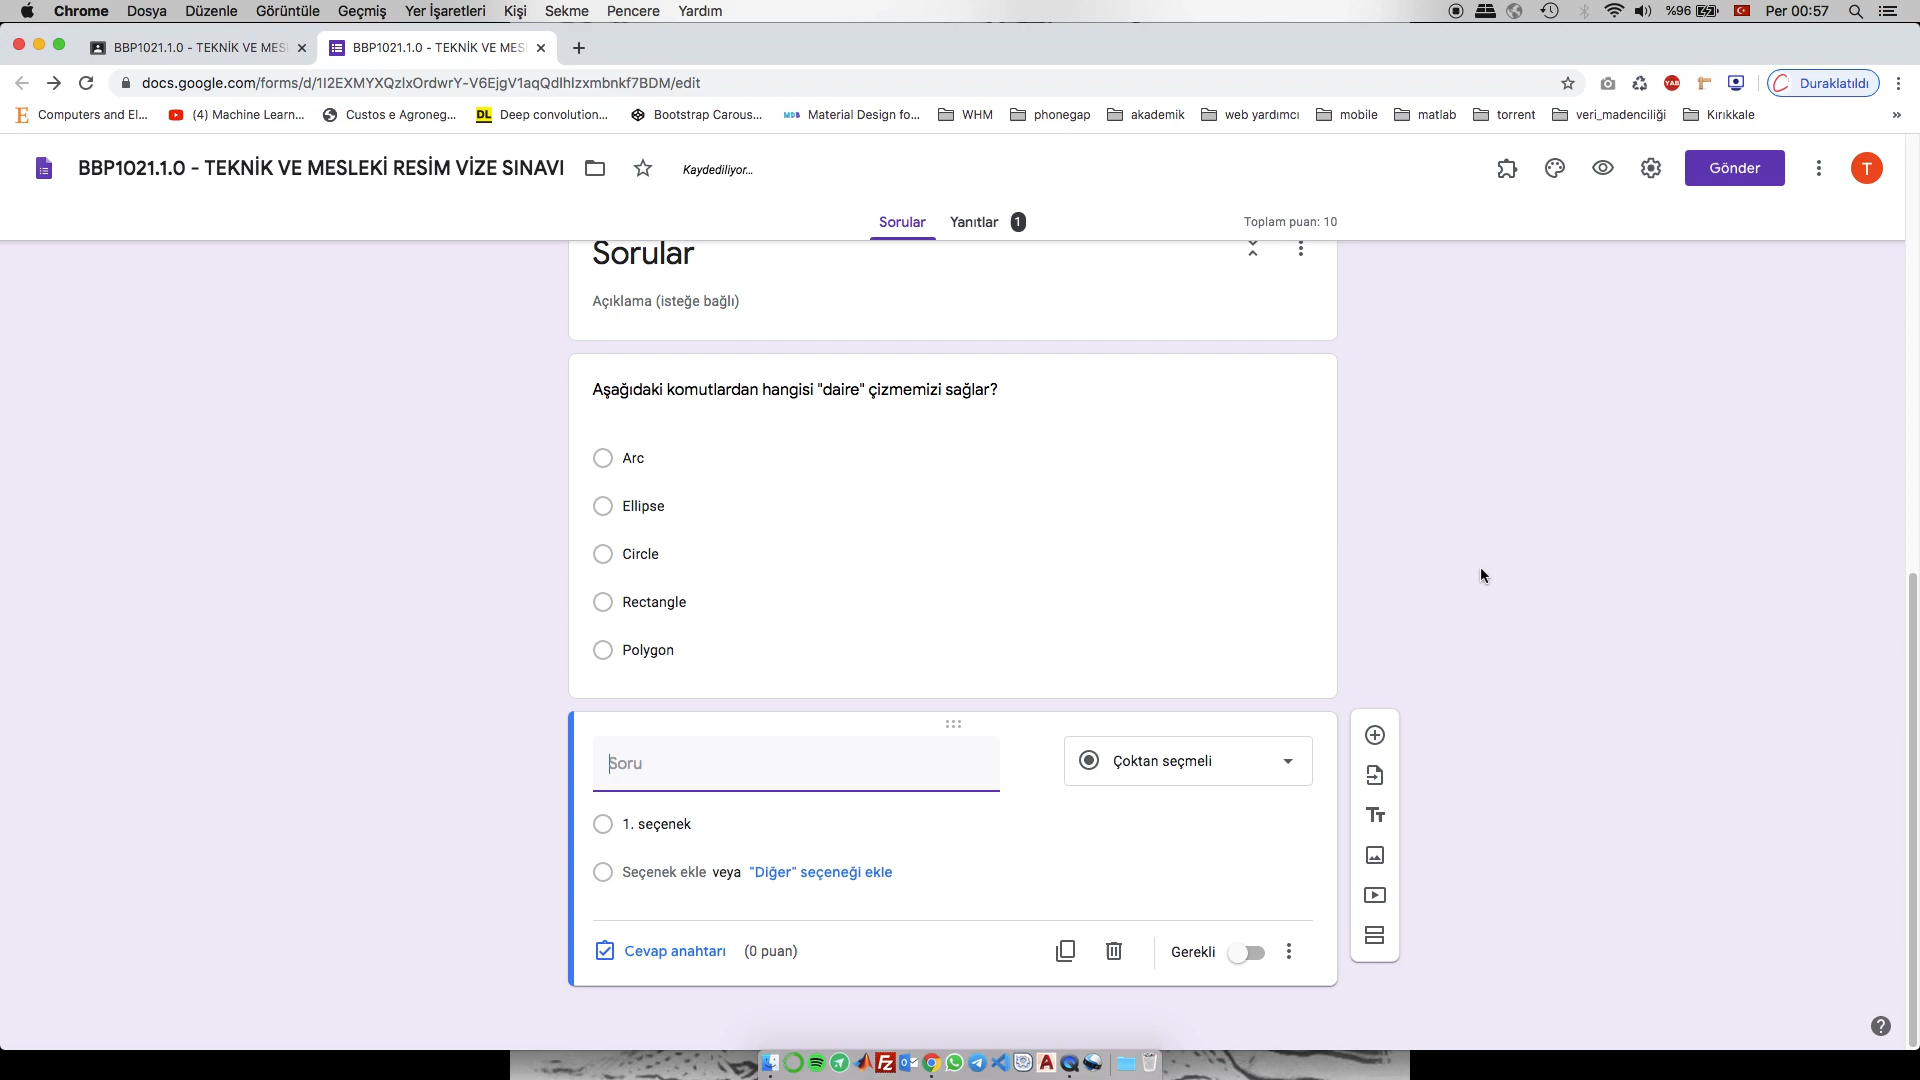 Chrome Dosya Düzenle Görüntüle Geçmiş Yer İşaretleri Kişi Sekme Pencere Yardım %96 Per 00:57
BBP1021.1.0 - TEKNİK VE MES BBP1021.1.0 - TEKNİK VE MES
docs.google.com/forms/d/1I2EXMYXQzlxOrdwrY-V6EjgV1aqQdlhlzxmbnkf7BDM/edit Duraklatıldı
Computers and El... (4) Machine Learn... Custos e Agroneg... DL Deep convolution... Bootstrap Carous... Material Design fo... WHM phonegap akademik web yardımcı mobile matlab torrent veri_madenciliği Kırıkkale »
BBP1021.1.0 - TEKNİK VE MESLEKİ RESİM VİZE SINAVI Kaydediliyor... Gönder T
Sorular Yanıtlar 1 Toplam puan: 10
Sorular
Açıklama (isteğe bağlı)
Aşağıdaki komutlardan hangisi "daire" çizmemizi sağlar?
Arc
Ellipse
Circle
Rectangle
Polygon
Soru Çoktan seçmeli
1. seçenek
Seçenek ekle veya "Diğer" seçeneği ekle
Cevap anahtarı (0 puan) Gerekli